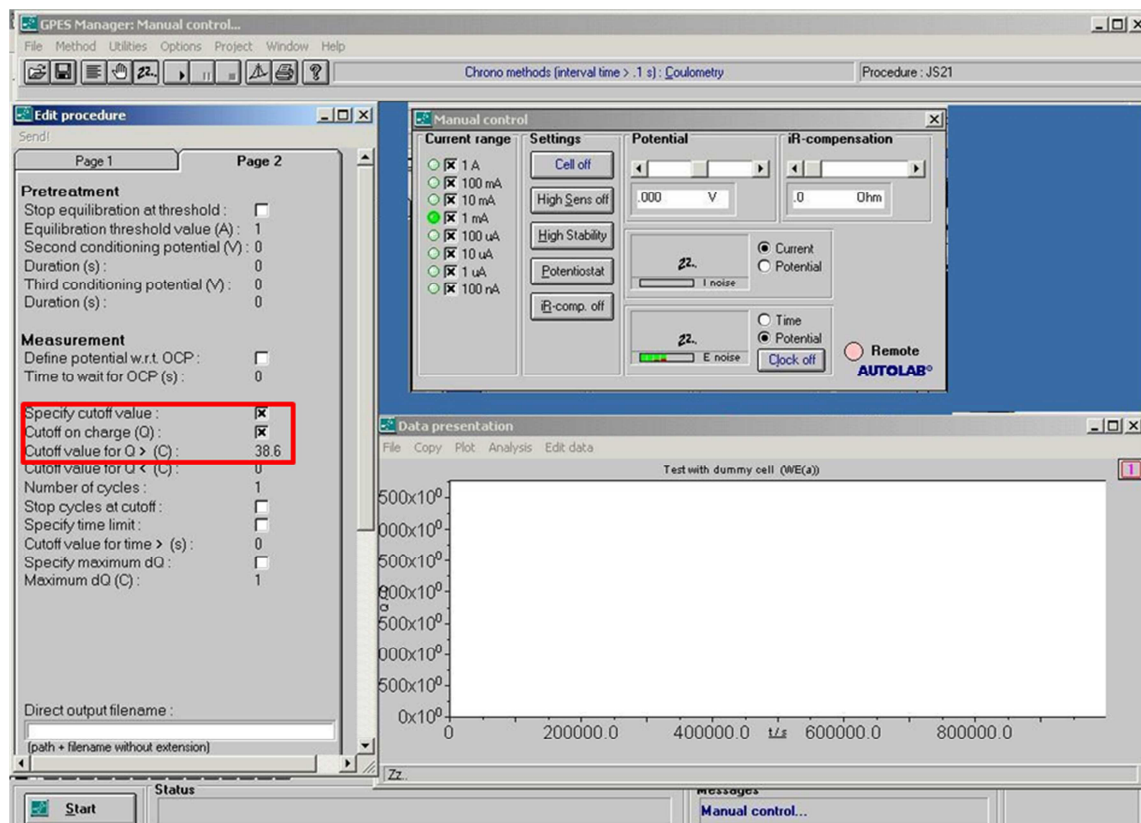 GPES Manager: Manual control...
File Method Utilities Options Project Window Help
Chrono methods (interval time > .1 s) : Coulometry
Procedure : JS21
Edit procedure
Send!
Page 1
Page 2
Pretreatment
Stop equilibration at threshold :
Equilibration threshold value (A) : 1
Second conditioning potential (V) : 0
Duration (s) : 0
Third conditioning potential (V) : 0
Duration (s) : 0
Measurement
Define potential w.r.t. OCP :
Time to wait for OCP (s) : 0
Specify cutoff value :
Cutoff on charge (Q) :
Cutoff value for Q > (C) : 38.6
Cutoff value for Q < (C) : 0
Number of cycles : 1
Stop cycles at cutoff :
Specify time limit :
Cutoff value for time > (s) : 0
Specify maximum dQ :
Maximum dQ (C) : 1
Direct output filename :
(path + filename without extension)
Manual control
Current range
1 A
100 mA
10 mA
1 mA
100 uA
10 uA
1 uA
100 nA
Settings
Cell off
High Sens off
High Stability
Potentiostat
iR-comp. off
Potential
.000 V
iR-compensation
.0 Ohm
zz..
I noise
Current
Potential
zz..
E noise
Time
Potential
Clock off
Remote
AUTOLAB®
Data presentation
File Copy Plot Analysis Edit data
Test with dummy cell (WE(a))
1
500x10⁰
000x10⁰
500x10⁰
000x10⁰
500x10⁰
000x10⁰
500x10⁰
0x10⁰
0 200000.0 400000.0 t/s 600000.0 800000.0
Zz..
Start
Status
Messages
Manual control...